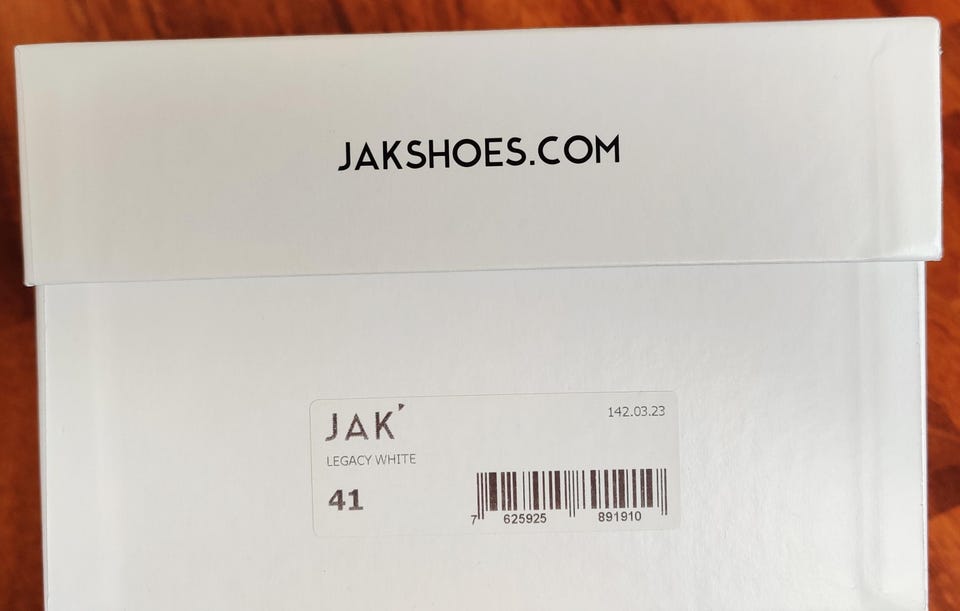 JAKSHOES.COM
JAK'
142.03.23
LEGACY WHITE
41
7 625925 891910